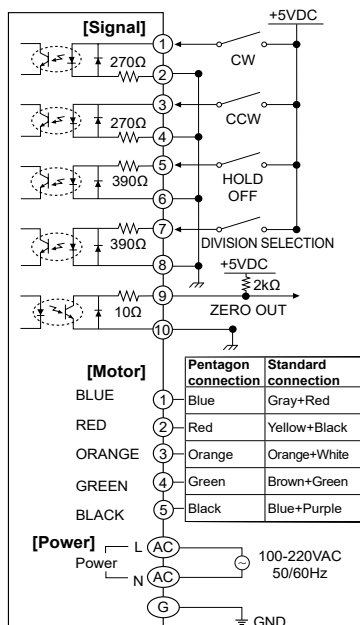 +5VDC
[Signal]
1
CW
270Ω
2
3
CCW
270Ω
4
5
390Ω
HOLD
OFF
6
7
390Ω
DIVISION SELECTION
8
+5VDC
2kΩ
9
10Ω
ZERO OUT
10
[Motor]
Pentagon connection Standard connection
BLUE 1 Blue Gray+Red
RED 2 Red Yellow+Black
ORANGE 3 Orange Orange+White
GREEN 4 Green Brown+Green
BLACK 5 Black Blue+Purple
[Power]
L AC
Power
100-220VAC
50/60Hz
N AC
G
GND